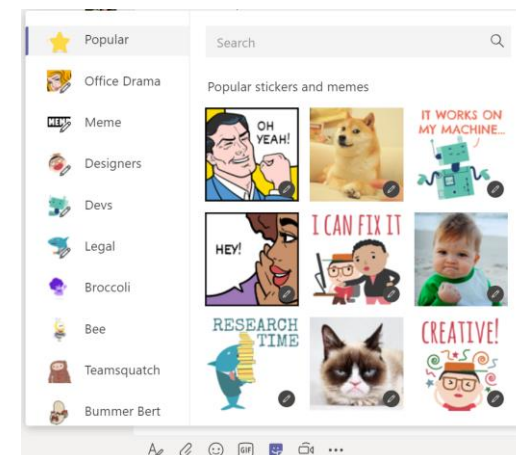 Popular
Office Drama
MEME
Meme
Designers
Devs
Legal
Broccoli
Bee
Teamsquatch
Bummer Bert
Search
Popular stickers and memes
OH
YEAH!
IT WORKS ON
MY MACHINE...
HEY!
I CAN FIX IT
RESEARCH
TIME
CREATIVE!
GIF